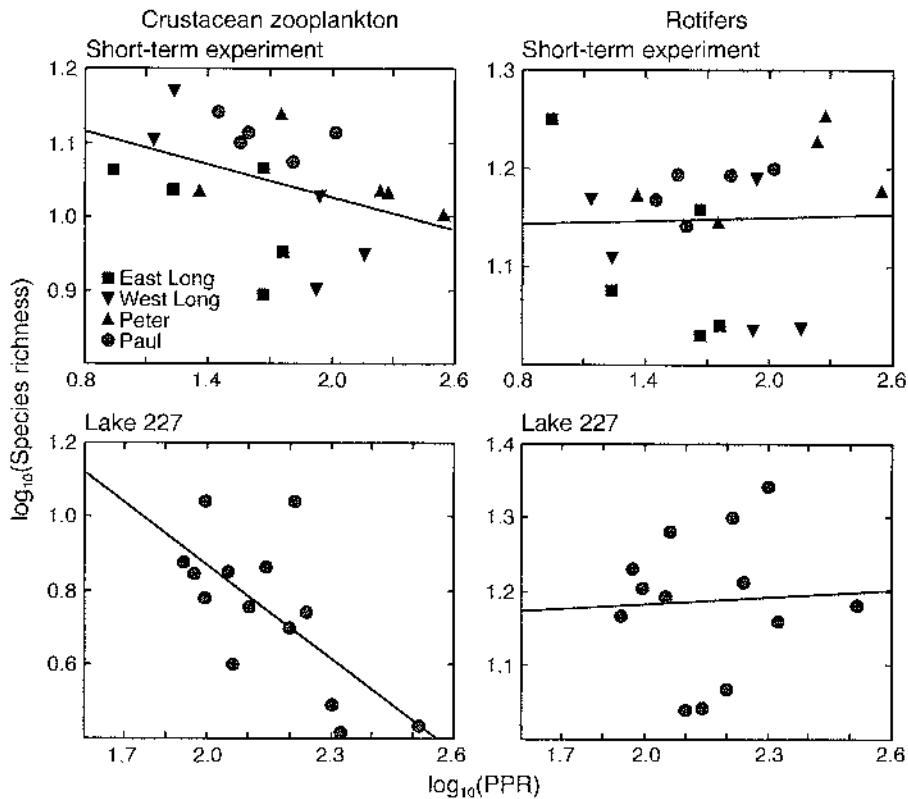 Crustacean zooplankton
Rotifers
Short-term experiment
Short-term experiment
1.2
1.1
1.0
0.9
East Long
West Long
Peter
Paul
0.8
1.4
2.0
2.6
1.2
1.1
1.0
0.8
1.4
2.0
2.6
log₁₀(Species richness)
Lake 227
Lake 227
1.2
1.0
0.8
0.6
1.7
2.0
2.3
2.6
1.4
1.3
1.2
1.1
1.7
2.0
2.3
2.6
log₁₀(PPR)